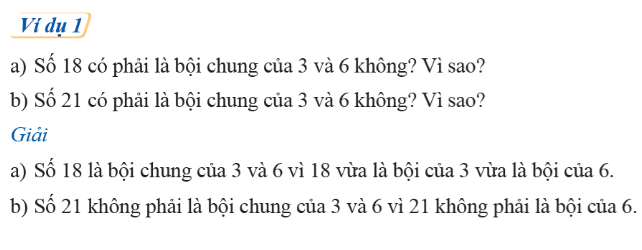 Ví dụ 1
a) Số 18 có phải là bội chung của 3 và 6 không? Vì sao?
b) Số 21 có phải là bội chung của 3 và 6 không? Vì sao?
Giải
a) Số 18 là bội chung của 3 và 6 vì 18 vừa là bội của 3 vừa là bội của 6.
b) Số 21 không phải là bội chung của 3 và 6 vì 21 không phải là bội của 6.